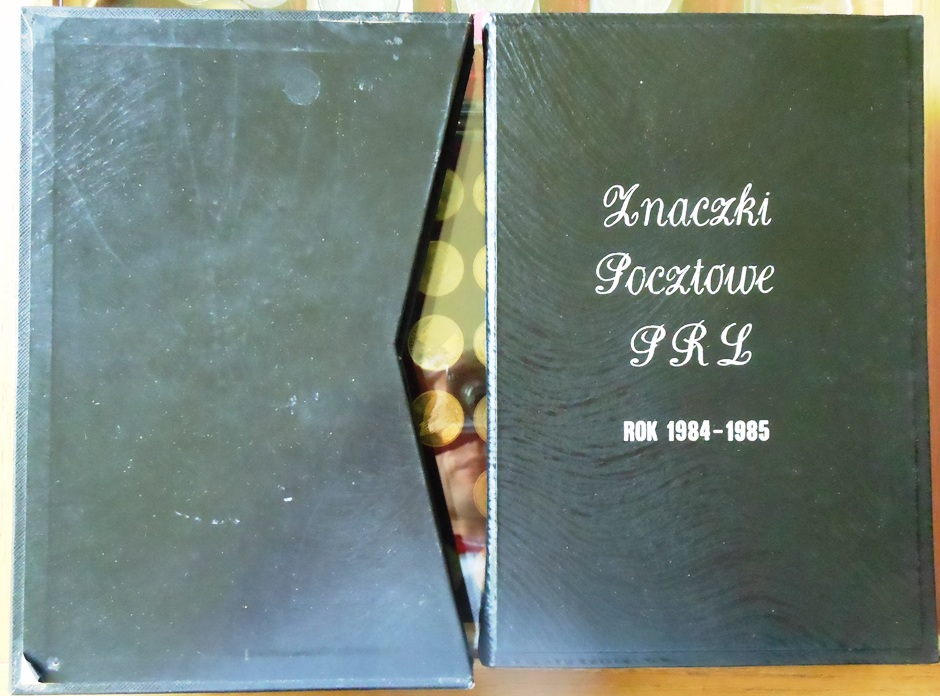 Znaczki
Pocztowe
PRL
ROK 1984-1985